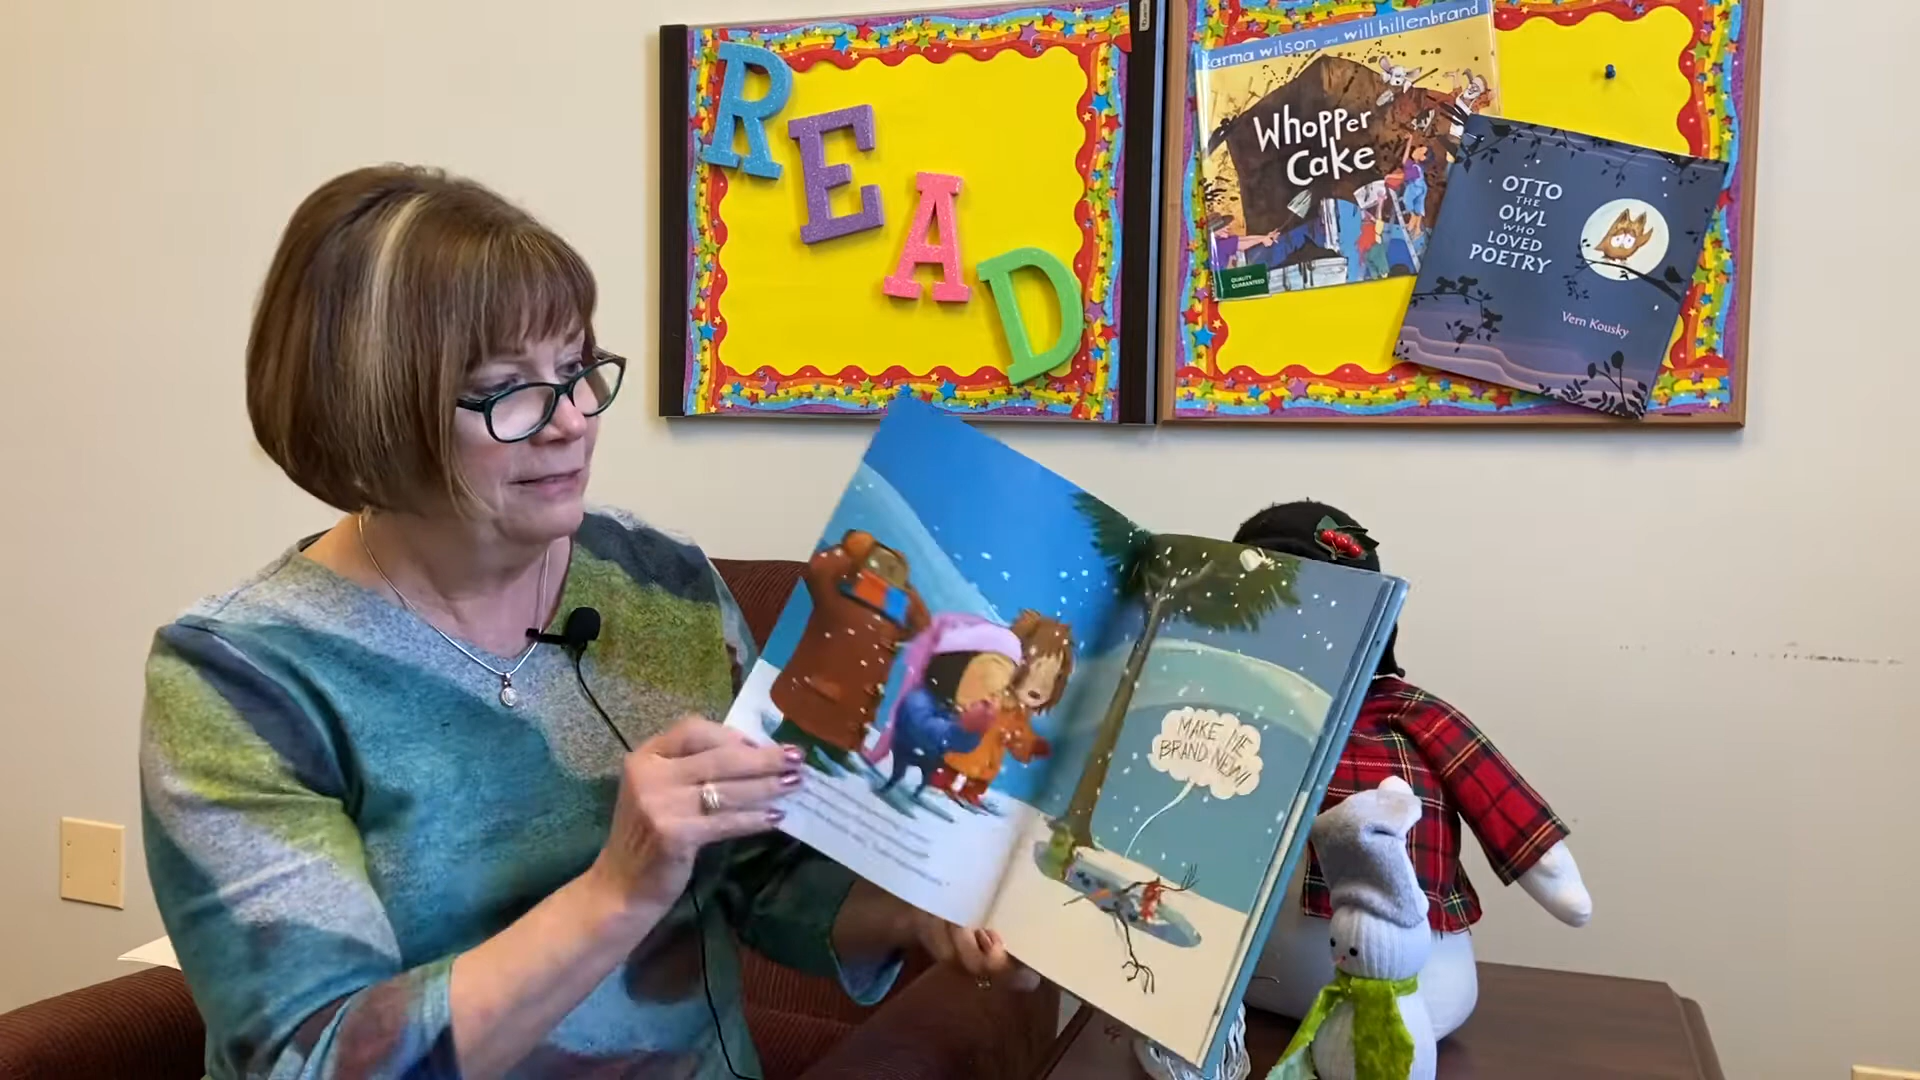 READ
karma wilson and will hillenbrand
Whopper
Cake
QUALITY
GUARANTEED
OTTO
THE
OWL
WHO
LOVED
POETRY
Vern Kousky
MAKE ME
BRAND NEW!